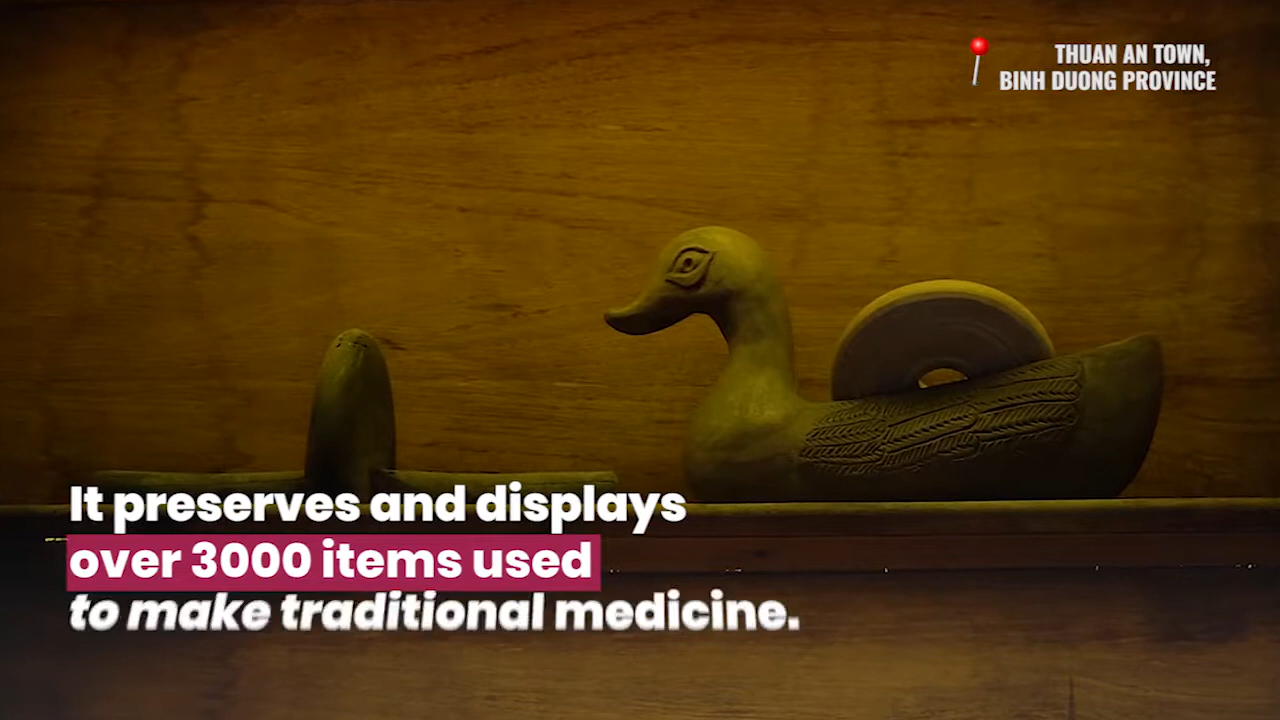 THUAN AN TOWN,
BINH DUONG PROVINCE
It preserves and displays
over 3000 items used
to make traditional medicine.